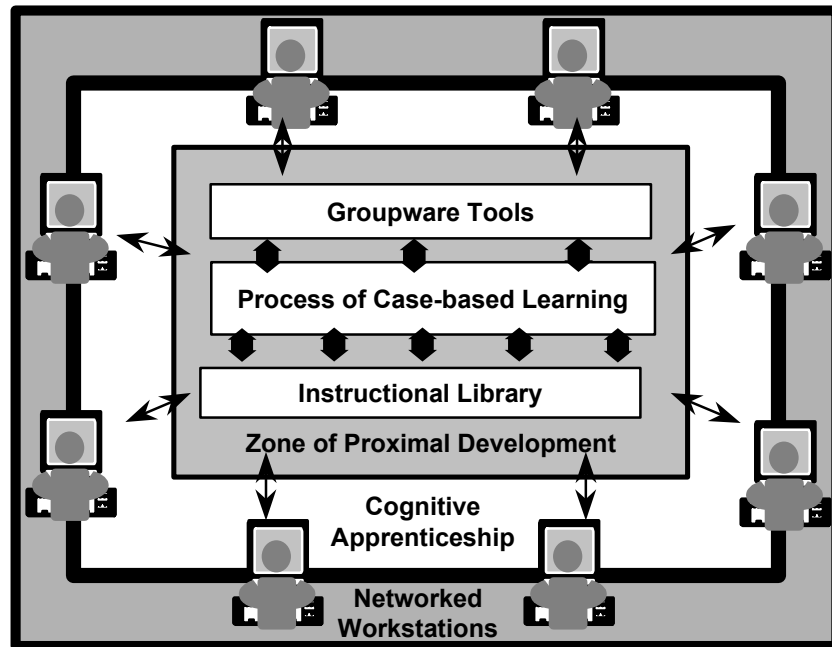 Groupware Tools
Process of Case-based Learning
Instructional Library
Zone of Proximal Development
Cognitive
Apprenticeship
Networked
Workstations